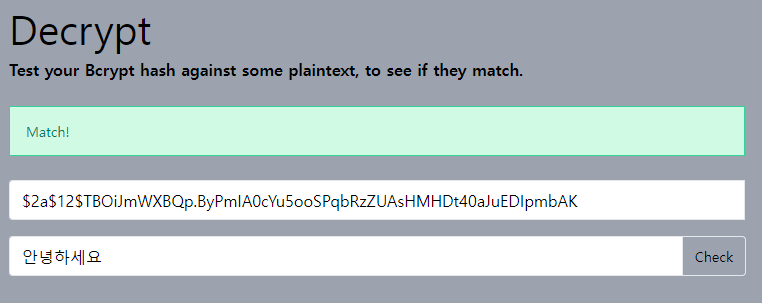 Decrypt
Test your Bcrypt hash against some plaintext, to see if they match.
Match!
$2a$12$TBOiJmWXBQp.ByPmIA0cYu5ooSPqbRzZUAsHMHDt40aJuEDIpmbAK
안녕하세요
Check